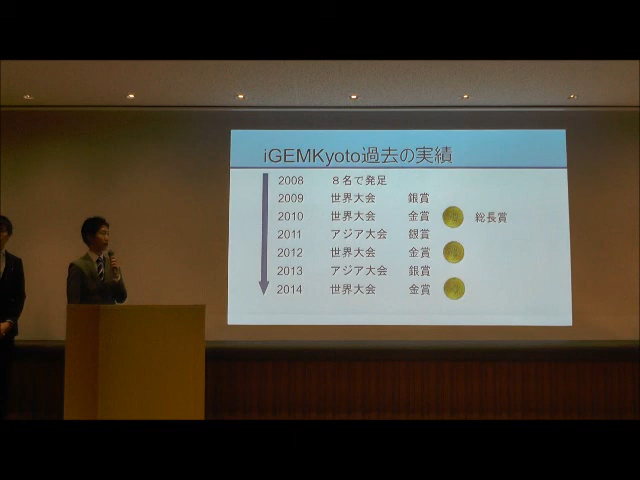 iGEMKyoto過去の実績
2008 8名で発足
2009 世界大会 銀賞
2010 世界大会 金賞 総長賞
2011 アジア大会 銀賞
2012 世界大会 金賞
2013 アジア大会 銀賞
2014 世界大会 金賞